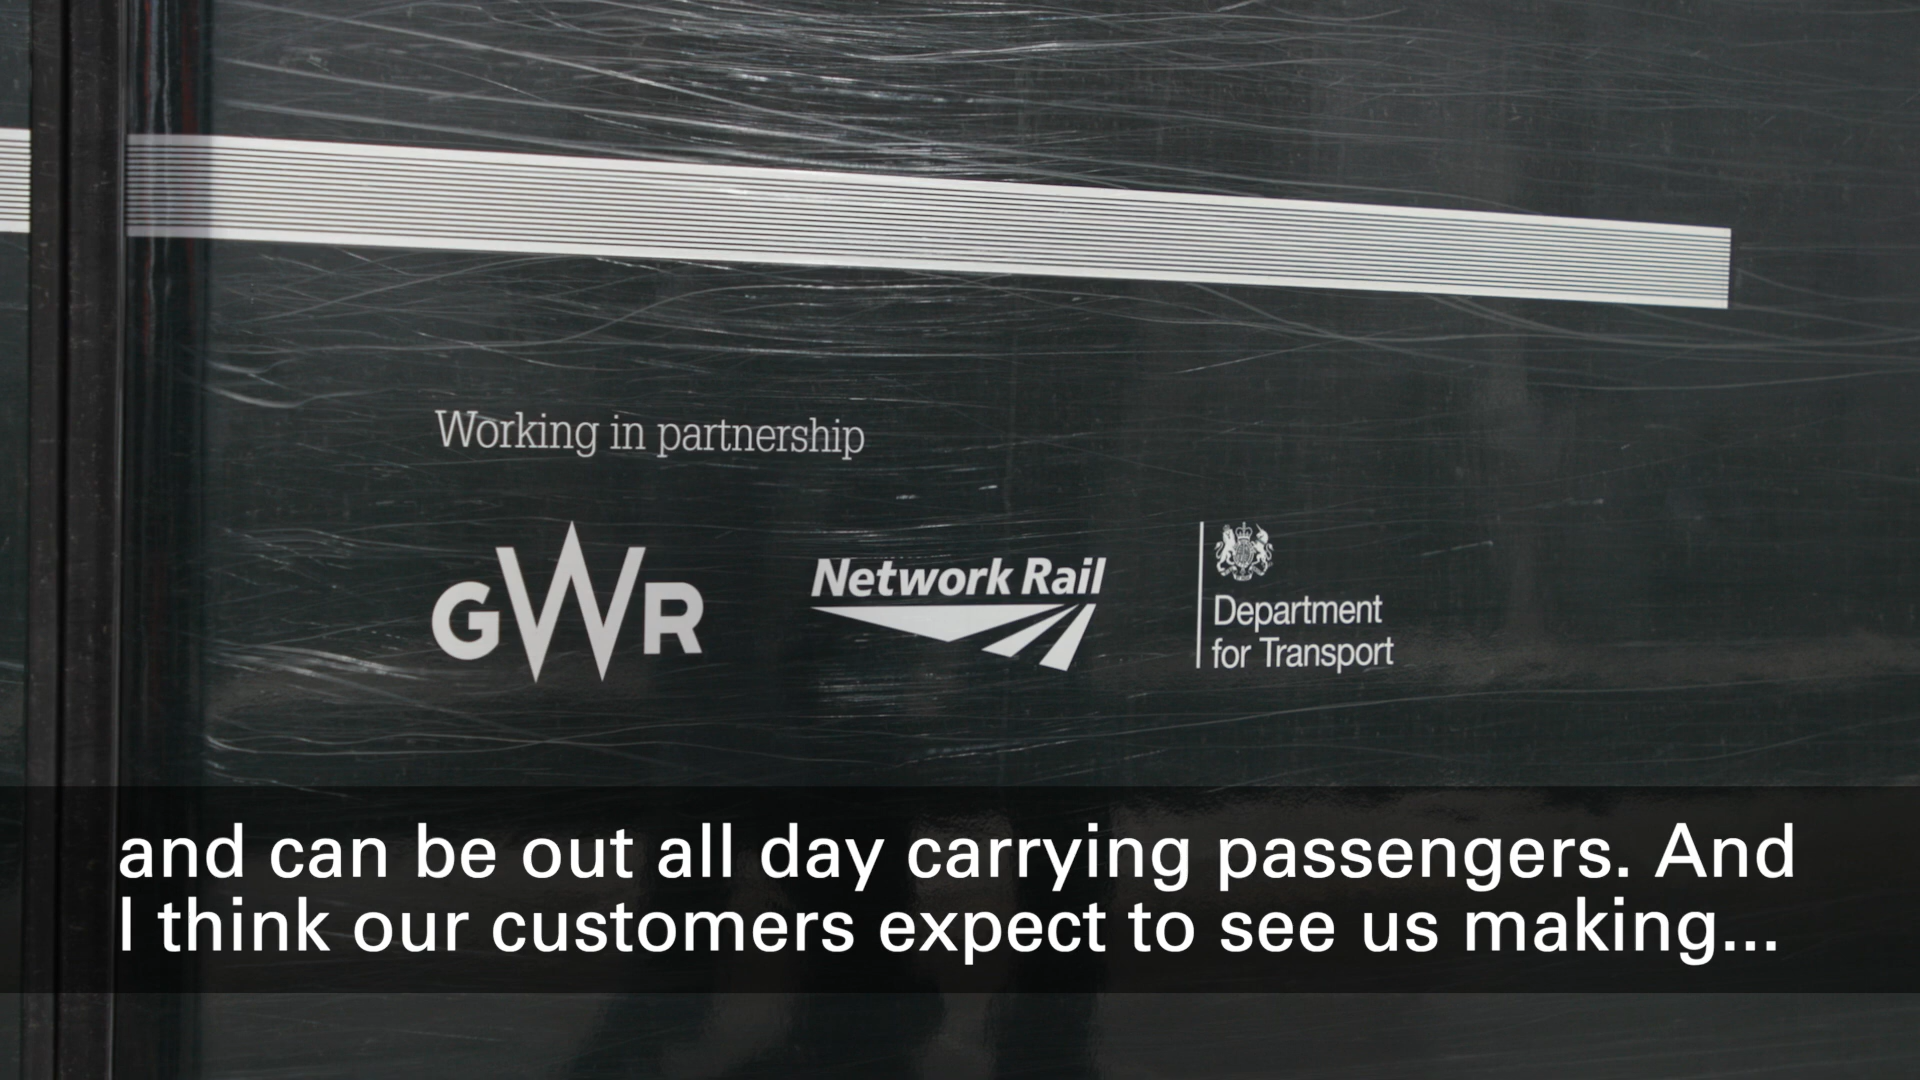 Working in partnership
GWR
Network Rail
Department
for Transport
and can be out all day carrying passengers. And
I think our customers expect to see us making...